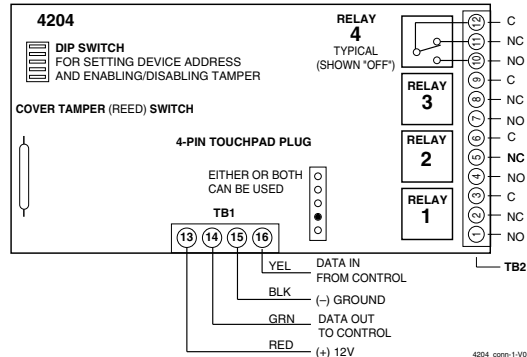 4204
DIP SWITCH
FOR SETTING DEVICE ADDRESS
AND ENABLING/DISABLING TAMPER
COVER TAMPER (REED) SWITCH
4-PIN TOUCHPAD PLUG
EITHER OR BOTH
CAN BE USED
TB1
13 14 15 16
RELAY
4
TYPICAL
(SHOWN "OFF")
RELAY
3
RELAY
2
RELAY
1
12 C
11 NC
10 NO
9 C
8 NC
7 NO
6 C
5 NC
4 NO
3 C
2 NC
1 NO
TB2
YEL DATA IN
FROM CONTROL
BLK (–) GROUND
GRN DATA OUT
TO CONTROL
RED (+) 12V
4204_conn-1-V0